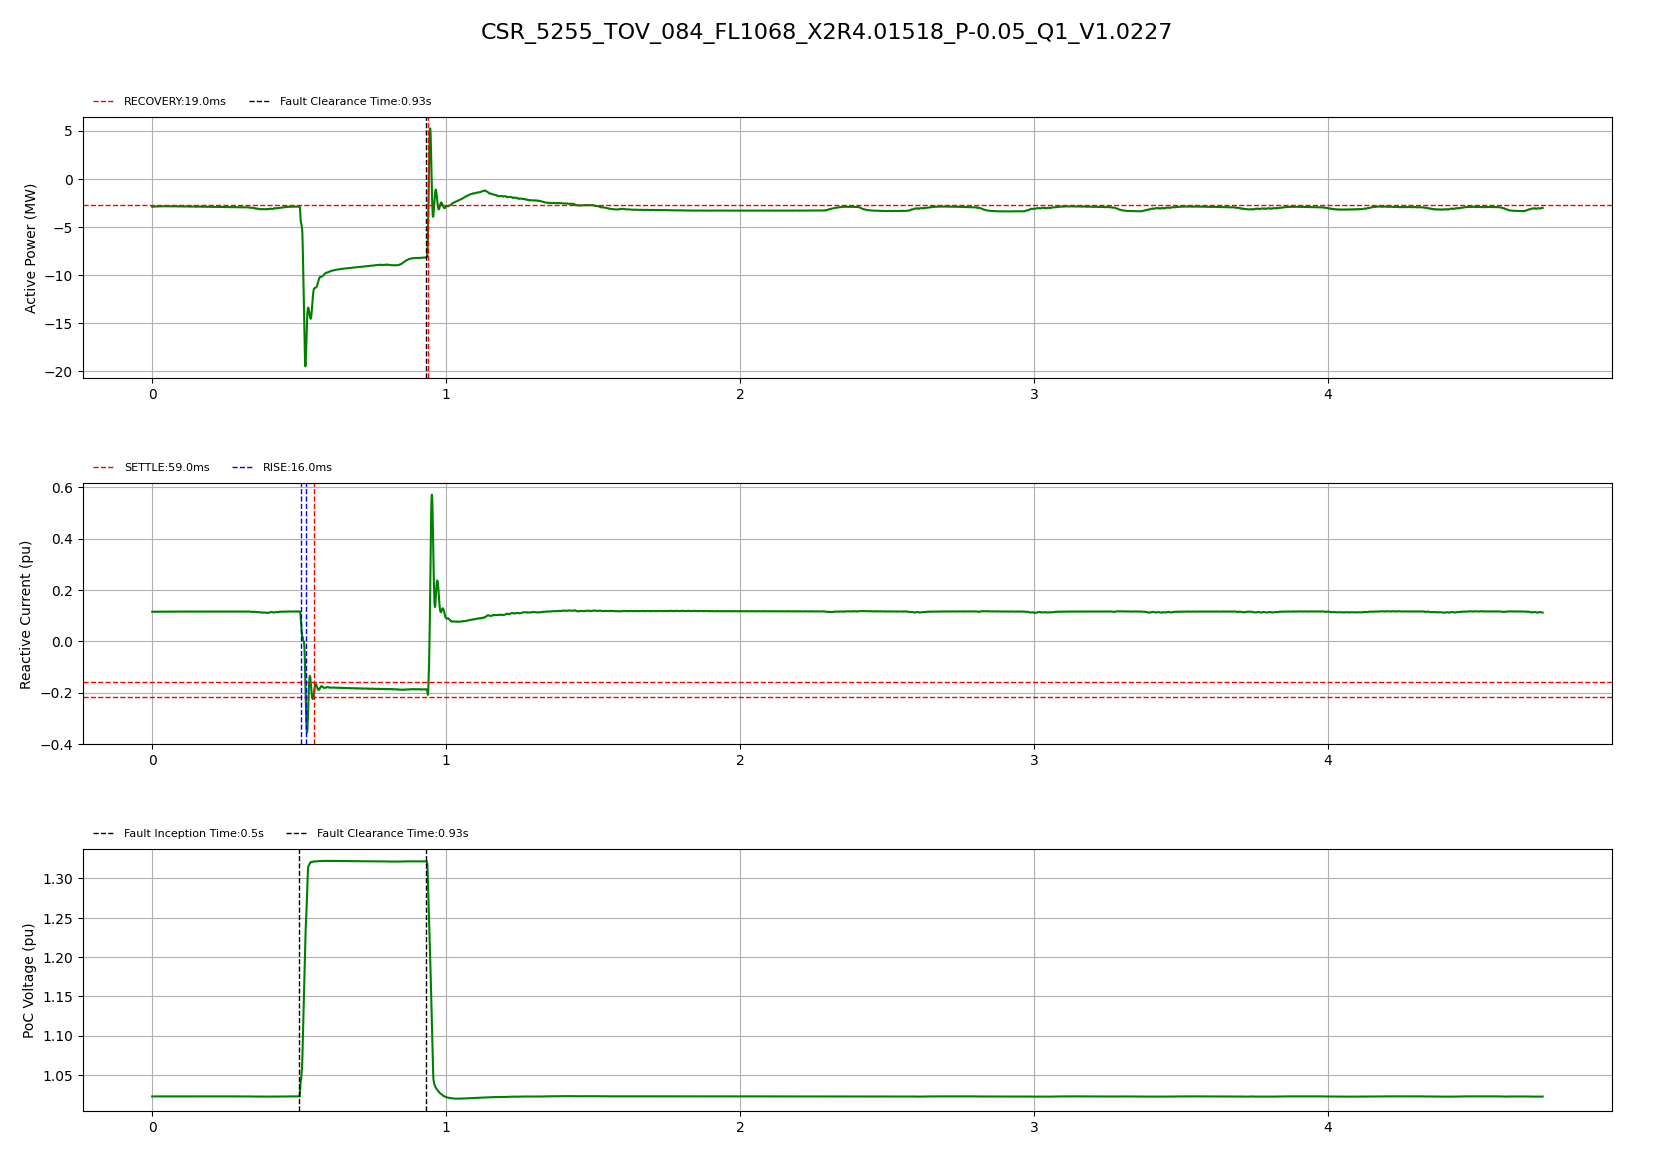 CSR_5255_TOV_084_FL1068_X2R4.01518_P-0.05_Q1_V1.0227
RECOVERY:19.0ms Fault Clearance Time:0.93s
Active Power (MW)
5
0
−5
−10
−15
−20
0 1 2 3 4
SETTLE:59.0ms RISE:16.0ms
Reactive Current (pu)
0.6
0.4
0.2
0.0
−0.2
−0.4
0 1 2 3 4
Fault Inception Time:0.5s Fault Clearance Time:0.93s
PoC Voltage (pu)
1.30
1.25
1.20
1.15
1.10
1.05
0 1 2 3 4